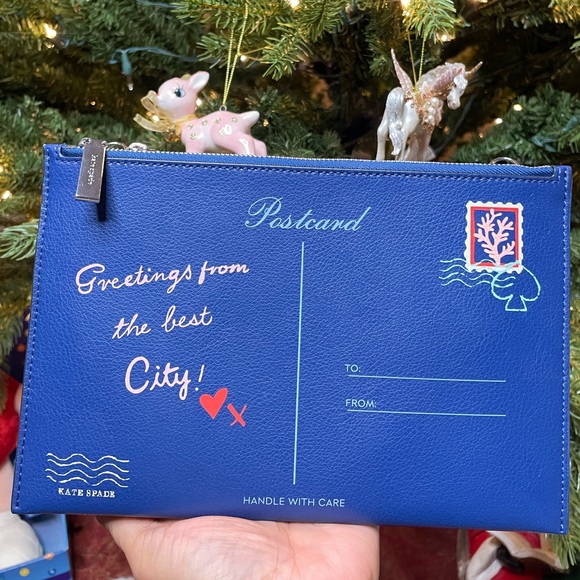 Postcard
Greetings from
the best
City!
x
TO:
FROM:
KATE SPADE
HANDLE WITH CARE